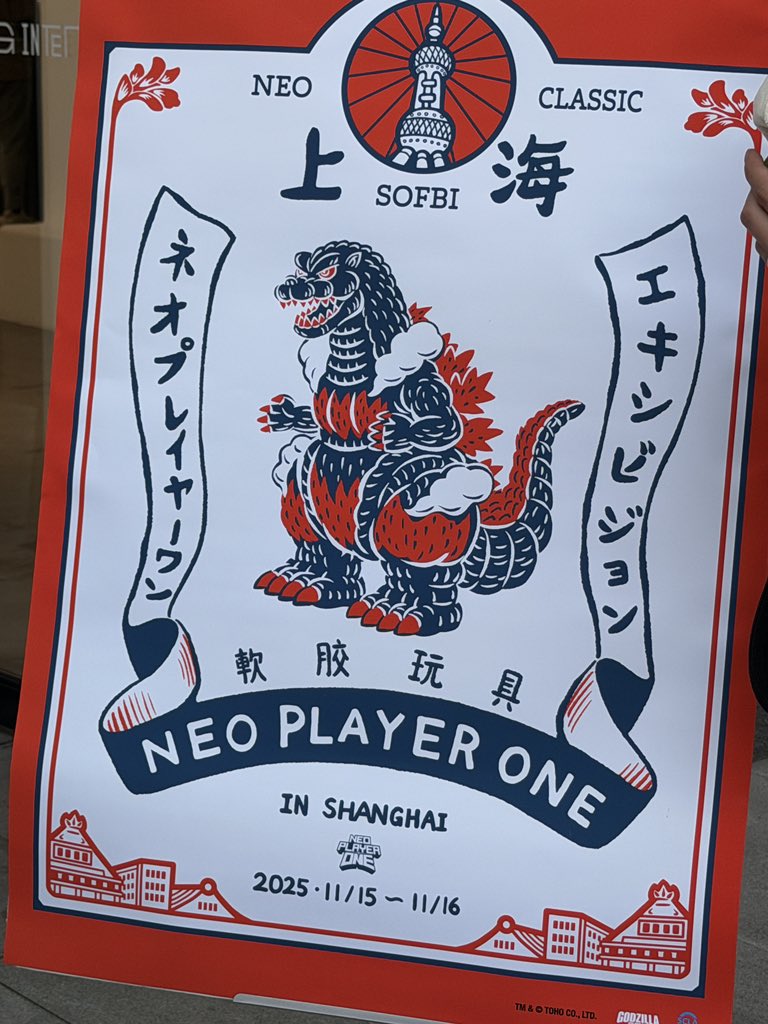 G INTE
NEO
CLASSIC
上
SOFBI
海
ネオプレイヤーワン
エキシビジョン
軟胶玩具
NEO PLAYER ONE
IN SHANGHAI
NEO
PLAYER
ONE
2025・11/15〜11/16
TM & © TOHO CO., LTD.
GODZILLA